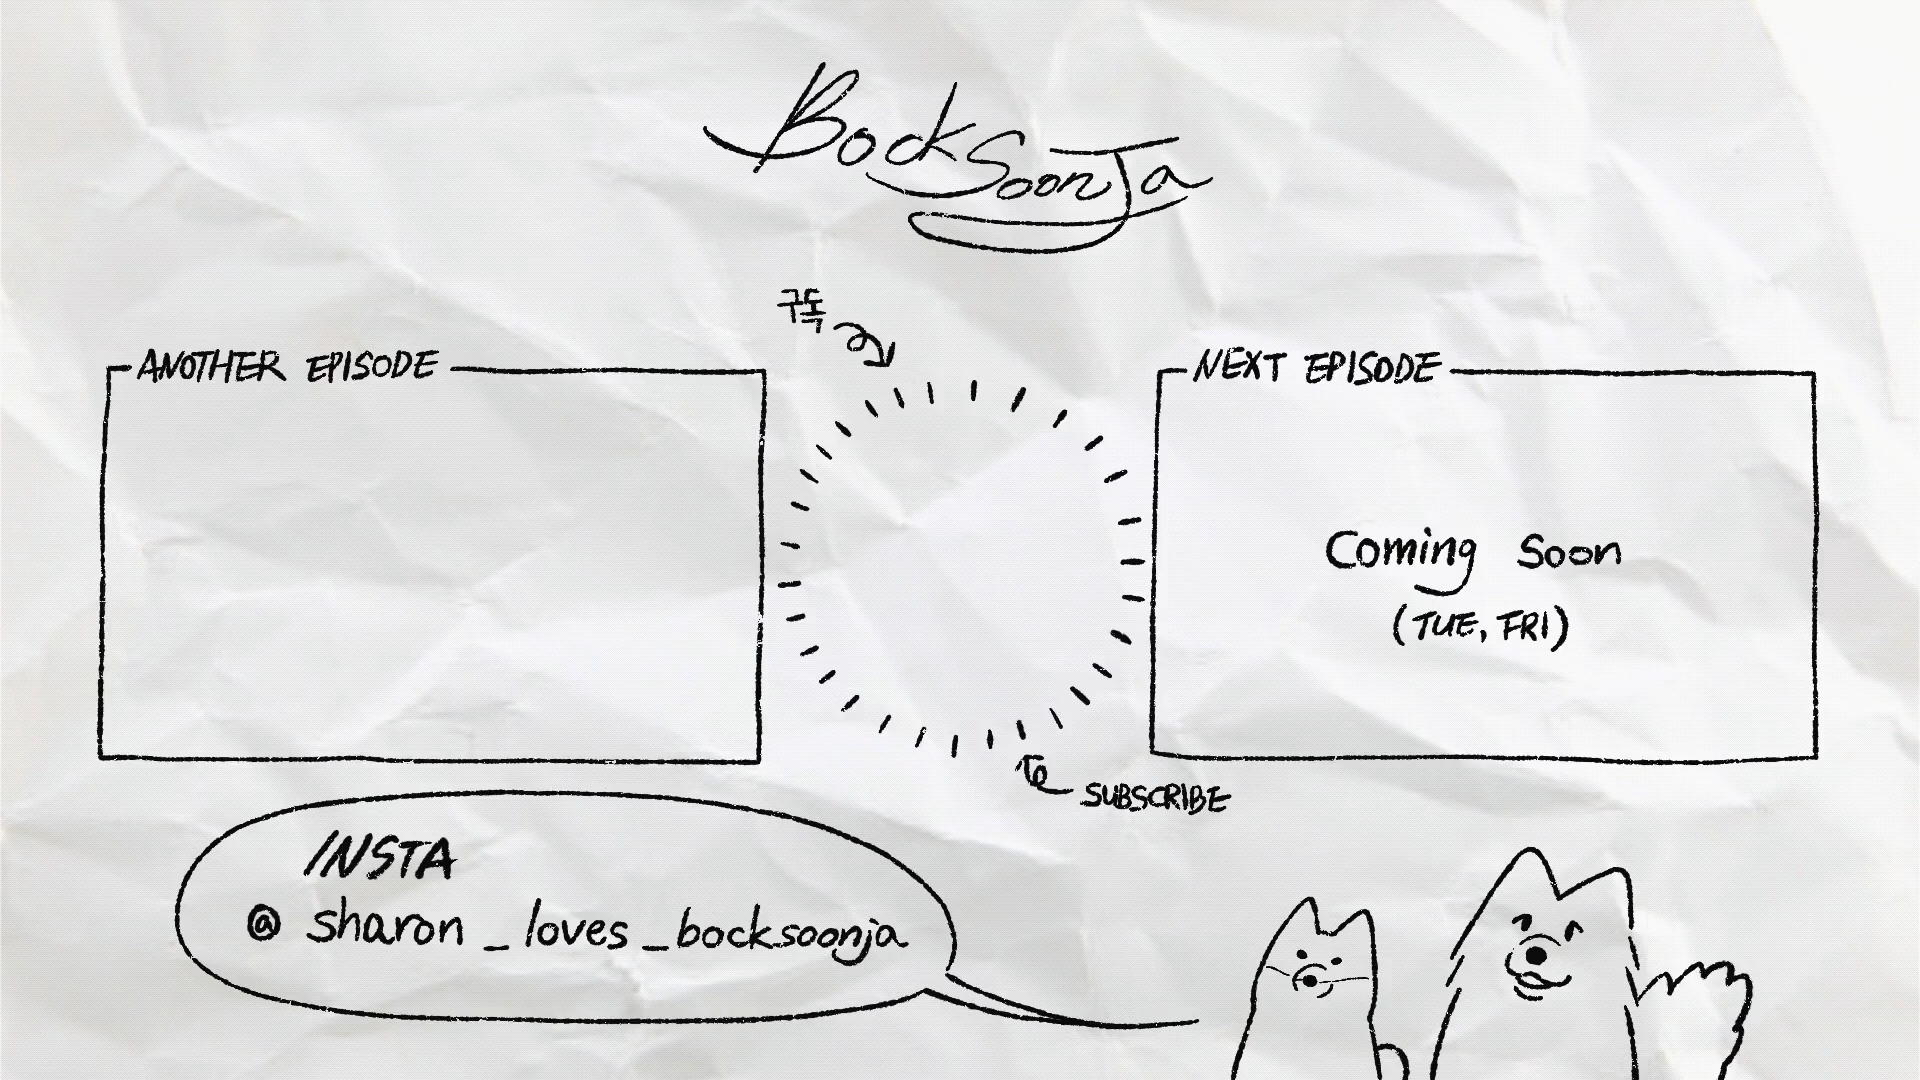 BockSoonJa
구독
ANOTHER EPISODE
NEXT EPISODE
Coming Soon
(TUE, FRI)
SUBSCRIBE
INSTA
@ sharon_loves_bocksoonja